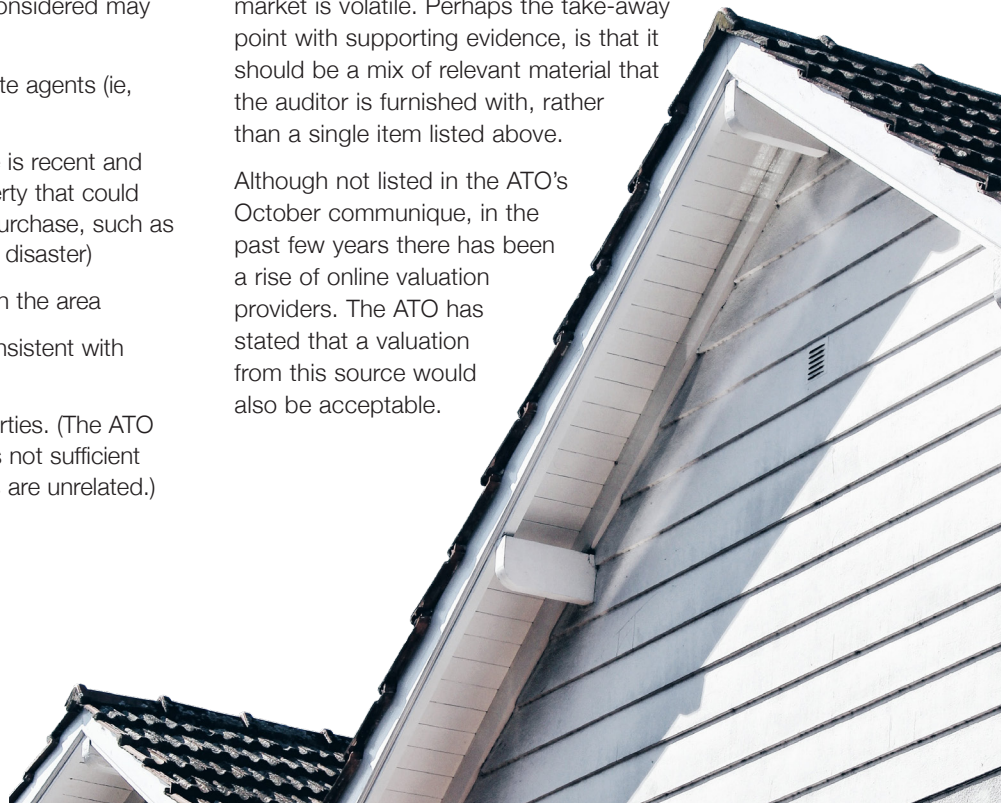 onsidered may
te agents (ie,
is recent and
erty that could
urchase, such as
disaster)
n the area
nsistent with
rties. (The ATO
s not sufficient
are unrelated.)
market is volatile. Perhaps the take-away
point with supporting evidence, is that it
should be a mix of relevant material that
the auditor is furnished with, rather
than a single item listed above.
Although not listed in the ATO’s
October communique, in the
past few years there has been
a rise of online valuation
providers. The ATO has
stated that a valuation
from this source would
also be acceptable.